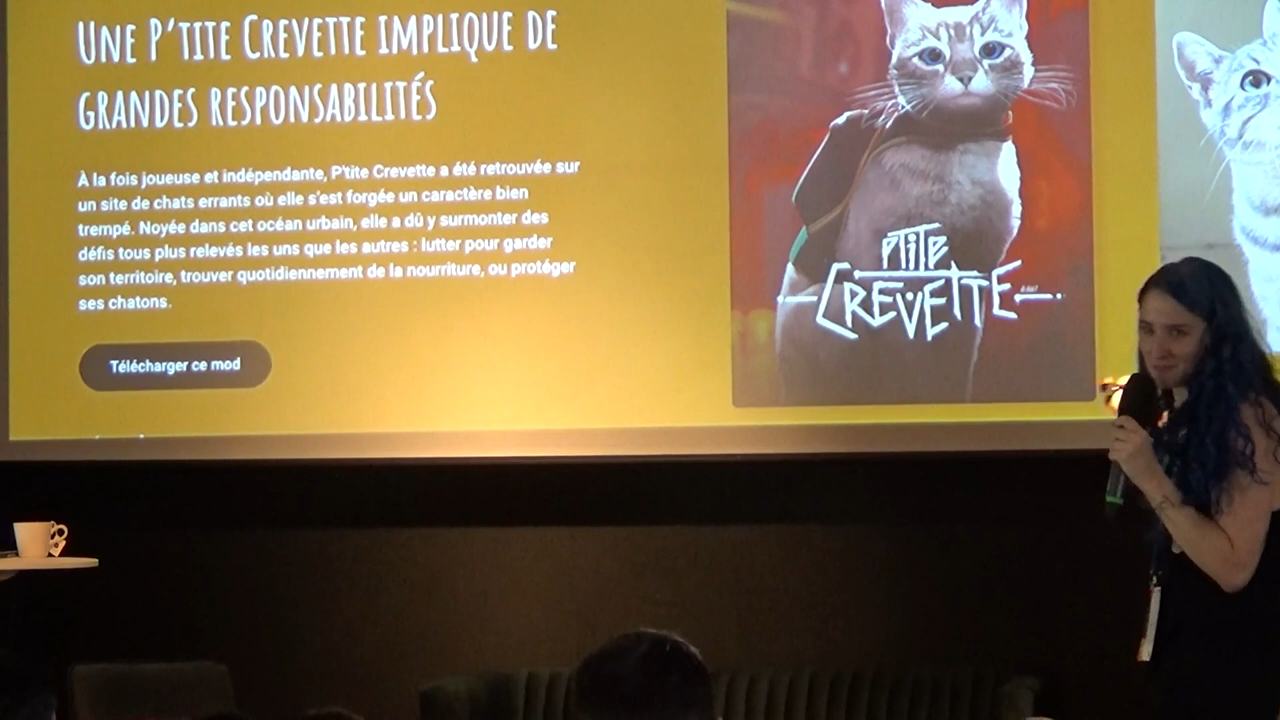 Une P'tite Crevette implique de
grandes responsabilités
À la fois joueuse et indépendante, P'tite Crevette a été retrouvée sur
un site de chats errants où elle s'est forgée un caractère bien
trempé. Noyée dans cet océan urbain, elle a dû y surmonter des
défis tous plus relevés les uns que les autres : lutter pour garder
son territoire, trouver quotidiennement de la nourriture, ou protéger
ses chatons.
Télécharger ce mod
PTITE
CREVETTE